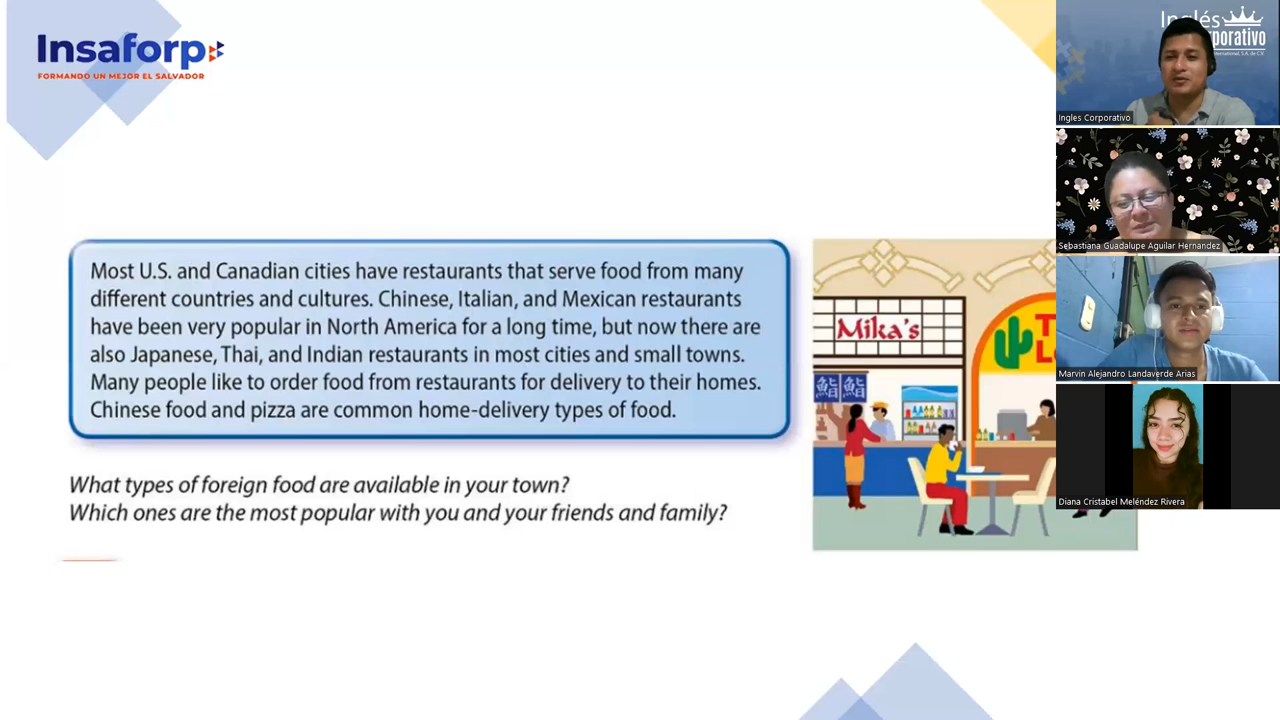 Insaforp
FORMANDO UN MEJOR EL SALVADOR
Most U.S. and Canadian cities have restaurants that serve food from many
different countries and cultures. Chinese, Italian, and Mexican restaurants
have been very popular in North America for a long time, but now there are
also Japanese, Thai, and Indian restaurants in most cities and small towns.
Many people like to order food from restaurants for delivery to their homes.
Chinese food and pizza are common home-delivery types of food.
What types of foreign food are available in your town?
Which ones are the most popular with you and your friends and family?
Mika's
鮨 鮨
Ingles Corporativo
Sebastiana Guadalupe Aguilar Hernandez
Marvin Alejandro Landaverde Arias
Diana Cristabel Meléndez Rivera